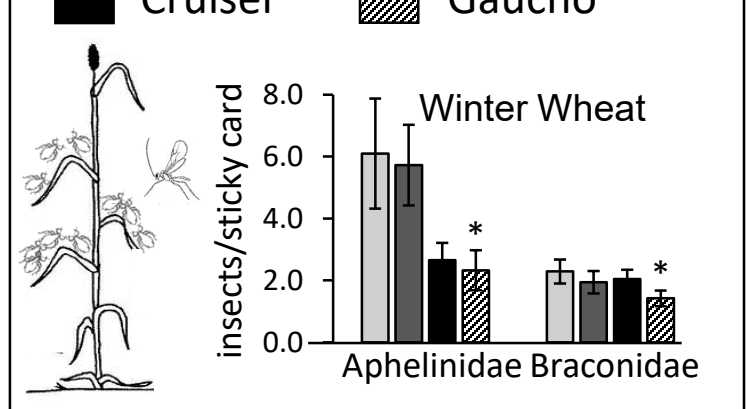 Cruiser Gaucho
Winter Wheat
insects/sticky card
8.0
6.0
4.0
2.0
0.0
*
*
Aphelinidae Braconidae